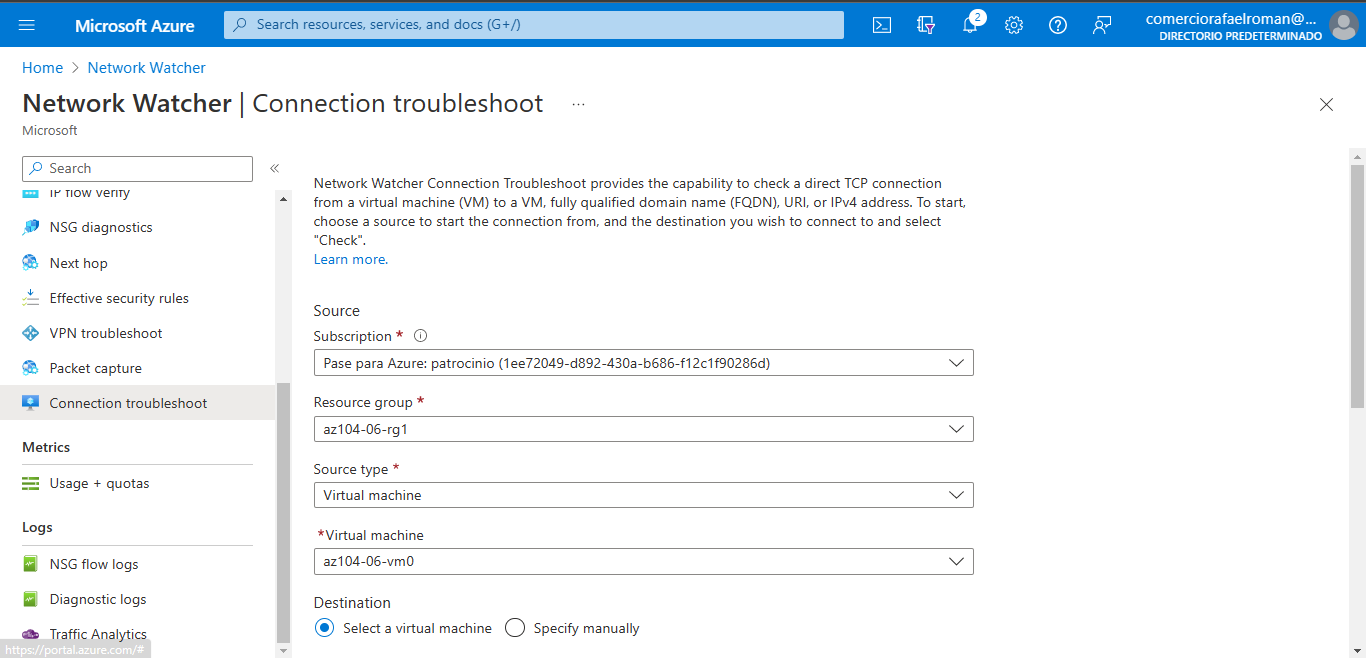 Microsoft Azure
Search resources, services, and docs (G+/)
2
comerciorafaelroman@...
DIRECTORIO PREDETERMINADO
Home > Network Watcher
Network Watcher | Connection troubleshoot ...
Microsoft
Search
«
IP flow verify
NSG diagnostics
Next hop
Effective security rules
VPN troubleshoot
Packet capture
Connection troubleshoot
Metrics
Usage + quotas
Logs
NSG flow logs
Diagnostic logs
Traffic Analytics
https://portal.azure.com/#
Network Watcher Connection Troubleshoot provides the capability to check a direct TCP connection
from a virtual machine (VM) to a VM, fully qualified domain name (FQDN), URI, or IPv4 address. To start,
choose a source to start the connection from, and the destination you wish to connect to and select
"Check".
Learn more.
Source
Subscription *
Pase para Azure: patrocinio (1ee72049-d892-430a-b686-f12c1f90286d)
Resource group *
az104-06-rg1
Source type *
Virtual machine
*Virtual machine
az104-06-vm0
Destination
Select a virtual machine Specify manually